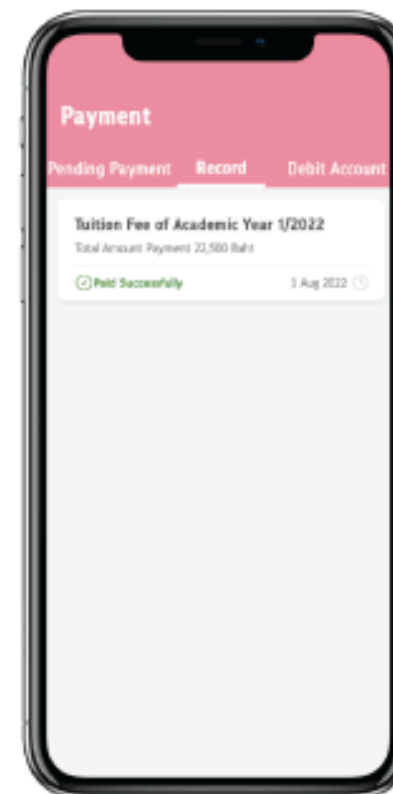 Payment
Pending Payment Record Debit Account
Tuition Fee of Academic Year 1/2022
Total Amount Payment 22,500 Baht
Paid Successfully 1 Aug 2022